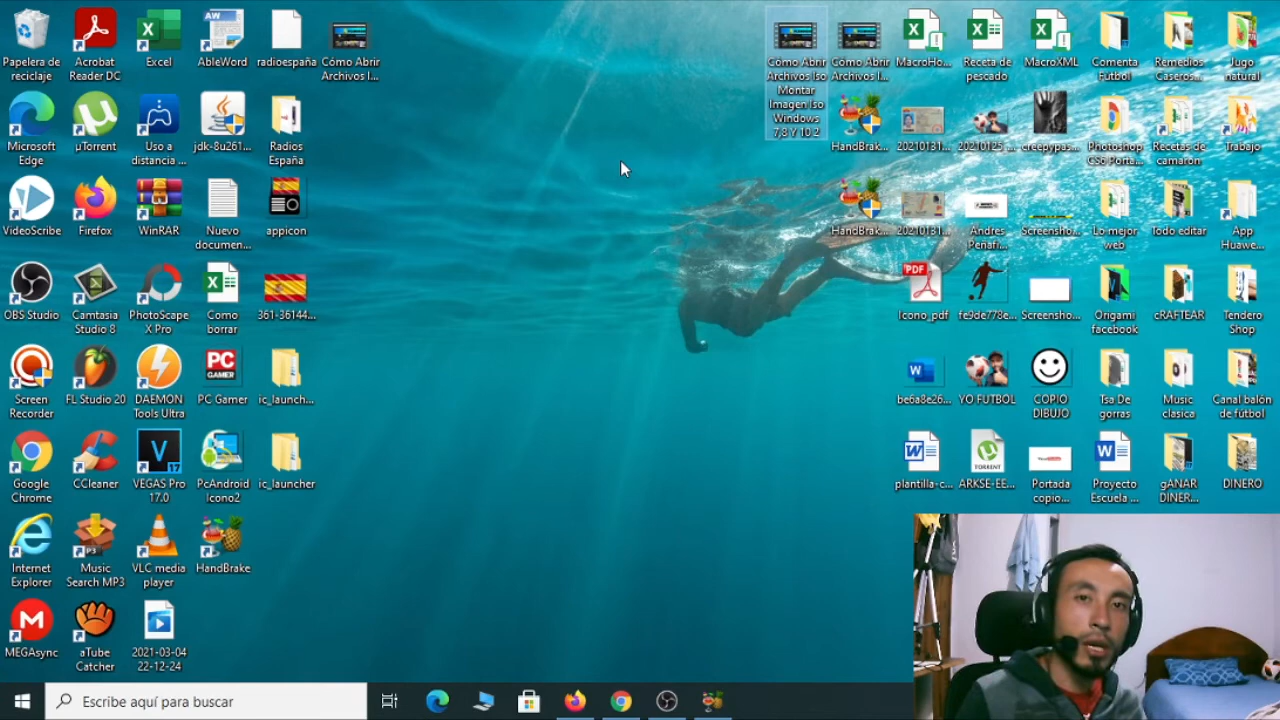 Papelera de
reciclaje
Acrobat
Reader DC
Excel
AbleWord
radioespaña
Cómo Abrir
Archivos I...
Cómo Abrir
Archivos Iso
Montar
Imagen Iso
Windows
7,8 Y 10 2
Cómo Abrir
Archivos I...
MacroHo...
Receta de
pescado
MacroXML
Comenta
Futbol
Remedios
Caseros...
Jugo
natural
Microsoft
Edge
µTorrent
Uso a
distancia ...
jdk-8u261...
Radios
España
HandBrak...
20210131...
20210125_...
creepypas...
Photoshop
CS6 Porta...
Recetas de
camarón
Trabajo
VideoScribe
Firefox
WinRAR
Nuevo
documen...
appicon
HandBrak...
20210131...
Andres
Peñafi...
Screensho...
Lo mejor
web
Todo editar
App
Huawe...
OBS Studio
Camtasia
Studio 8
PhotoScape
X Pro
Como
borrar
361-36144...
PDF
Icono_pdf
fe9de778e...
Screensho...
Origami
facebook
cRAFTEAR
Tendero
Shop
Screen
Recorder
FL Studio 20
DAEMON
Tools Ultra
PC
GAMER
PC Gamer
ic_launch...
be6a8e26...
YO FUTBOL
COPIO
DIBUJO
Tsa De
gorras
Music
clasica
Canal balón
de fútbol
Google
Chrome
CCleaner
VEGAS Pro
17.0
PcAndroid
Icono2
ic_launcher
plantilla-c...
TORRENT
ARKSE-EE...
Portada
copio...
Proyecto
Escuela ...
gANAR
DINER...
DINERO
Internet
Explorer
P3
Music
Search MP3
VLC media
player
HandBrake
MEGAsync
aTube
Catcher
2021-03-04
22-12-24
Escribe aquí para buscar